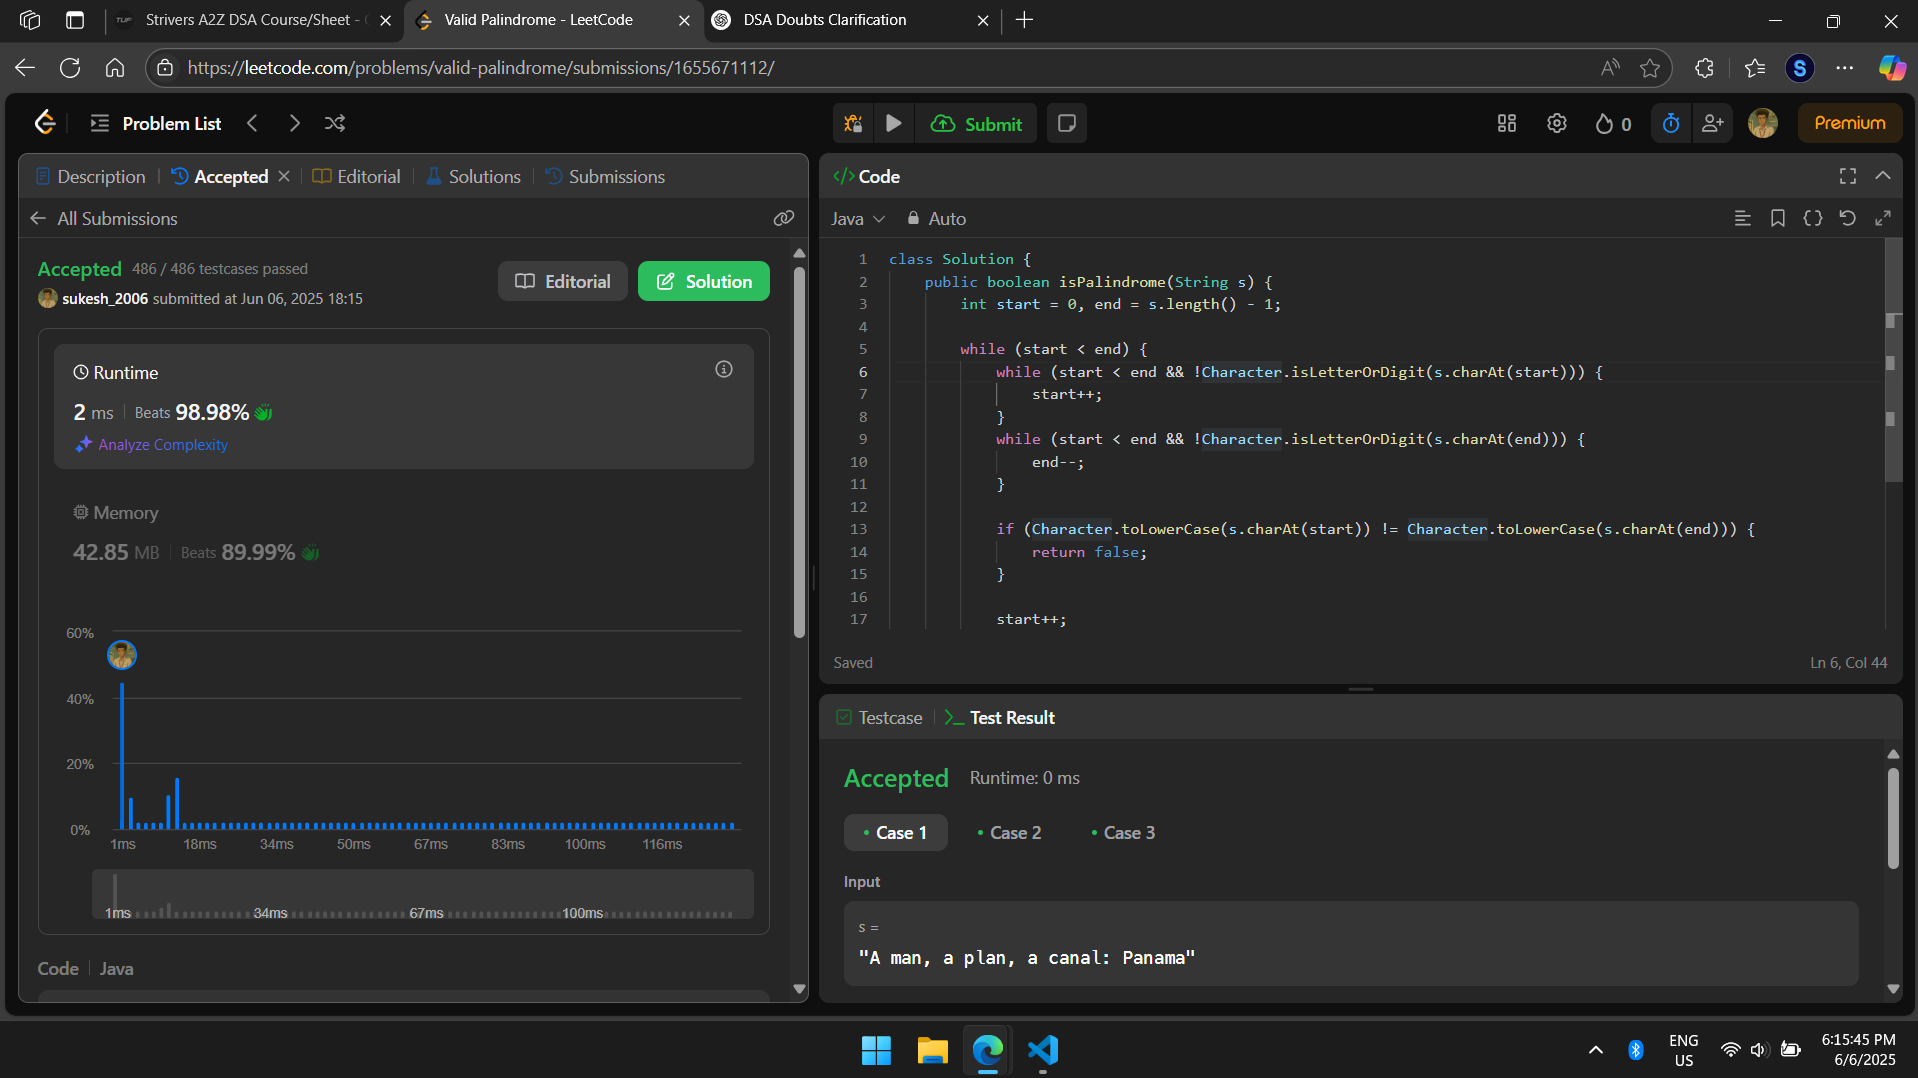 Strivers A2Z DSA Course/Sheet -
Valid Palindrome - LeetCode
DSA Doubts Clarification
https://leetcode.com/problems/valid-palindrome/submissions/1655671112/
S
Problem List
Submit
0
Premium
Description
Accepted
Editorial
Solutions
Submissions
All Submissions
Accepted 486 / 486 testcases passed
sukesh_2006 submitted at Jun 06, 2025 18:15
Editorial
Solution
Runtime
2 ms Beats 98.98%
Analyze Complexity
Memory
42.85 MB Beats 89.99%
60%
40%
20%
0%
1ms 18ms 34ms 50ms 67ms 83ms 100ms 116ms
1ms 34ms 67ms 100ms
Code Java
</> Code
Java Auto
1 class Solution {
2 public boolean isPalindrome(String s) {
3 int start = 0, end = s.length() - 1;
4
5 while (start < end) {
6 while (start < end && !Character.isLetterOrDigit(s.charAt(start))) {
7 start++;
8 }
9 while (start < end && !Character.isLetterOrDigit(s.charAt(end))) {
10 end--;
11 }
12
13 if (Character.toLowerCase(s.charAt(start)) != Character.toLowerCase(s.charAt(end))) {
14 return false;
15 }
16
17 start++;
Saved
Ln 6, Col 44
Testcase
Test Result
Accepted Runtime: 0 ms
Case 1 Case 2 Case 3
Input
s =
"A man, a plan, a canal: Panama"
ENG
US
6:15:45 PM
6/6/2025